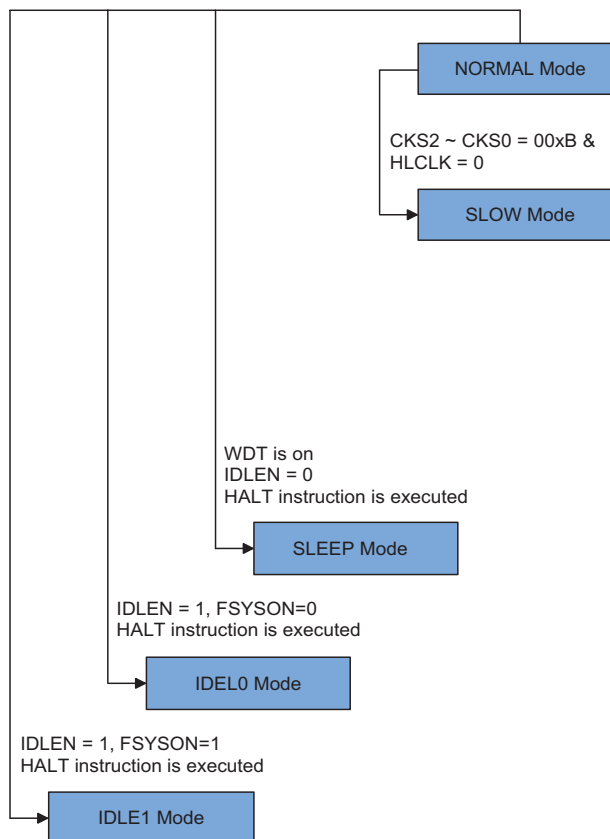 NORMAL Mode
CKS2 ~ CKS0 = 00xB &
HLCLK = 0
SLOW Mode
WDT is on
IDLEN = 0
HALT instruction is executed
SLEEP Mode
IDLEN = 1, FSYSON=0
HALT instruction is executed
IDEL0 Mode
IDLEN = 1, FSYSON=1
HALT instruction is executed
IDLE1 Mode